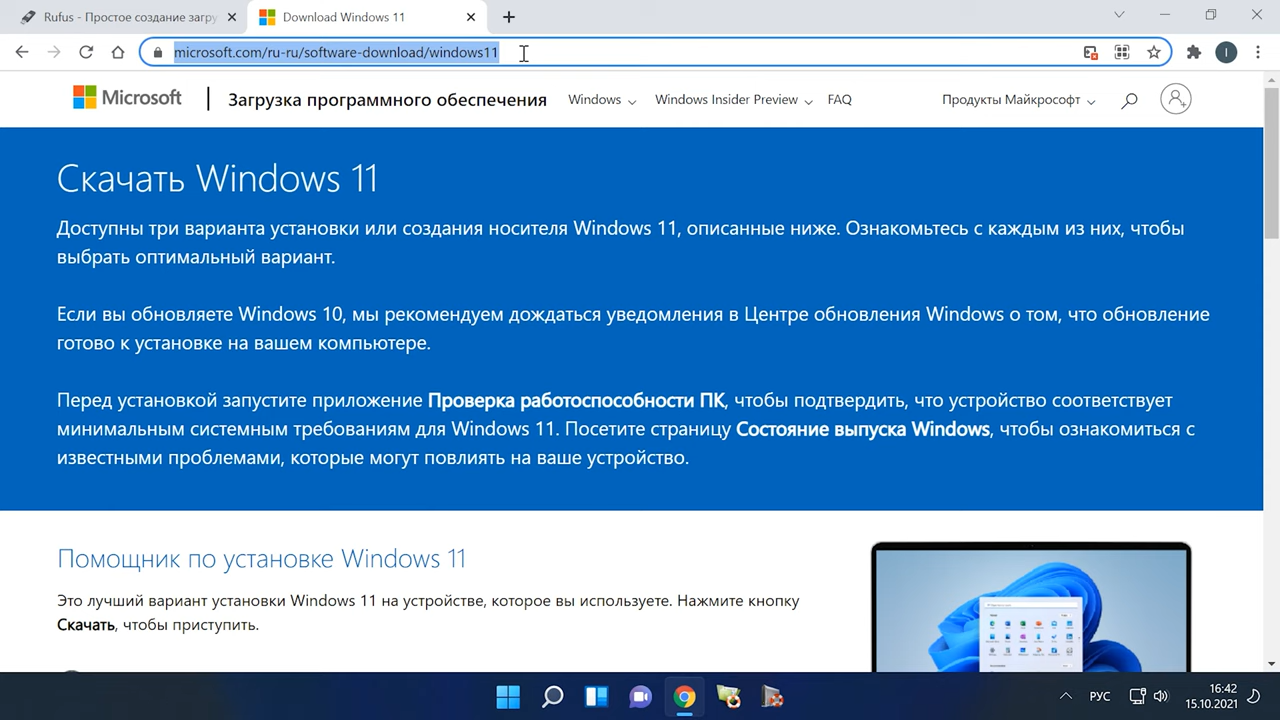 Rufus - Простое создание загру
Download Windows 11
microsoft.com/ru-ru/software-download/windows11
I
Microsoft
Загрузка программного обеспечения
Windows
Windows Insider Preview
FAQ
Продукты Майкрософт
Скачать Windows 11
Доступны три варианта установки или создания носителя Windows 11, описанные ниже. Ознакомьтесь с каждым из них, чтобы
выбрать оптимальный вариант.
Если вы обновляете Windows 10, мы рекомендуем дождаться уведомления в Центре обновления Windows о том, что обновление
готово к установке на вашем компьютере.
Перед установкой запустите приложение Проверка работоспособности ПК, чтобы подтвердить, что устройство соответствует
минимальным системным требованиям для Windows 11. Посетите страницу Состояние выпуска Windows, чтобы ознакомиться с
известными проблемами, которые могут повлиять на ваше устройство.
Помощник по установке Windows 11
Это лучший вариант установки Windows 11 на устройстве, которое вы используете. Нажмите кнопку
Скачать, чтобы приступить.
РУС
16:42
15.10.2021